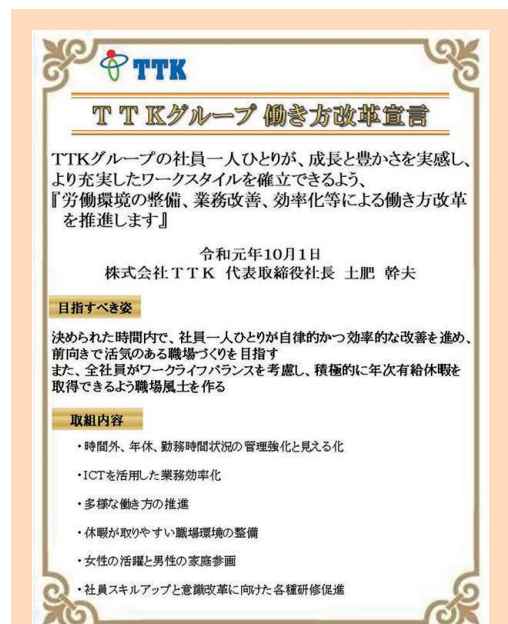 TTK
TTKグループ 働き方改革宣言
TTKグループの社員一人ひとりが、成長と豊かさを実感し、
より充実したワークスタイルを確立できるよう、
『労働環境の整備、業務改善、効率化等による働き方改革
を推進します』
令和元年10月1日
株式会社TTK 代表取締役社長 土肥 幹夫
目指すべき姿
決められた時間内で、社員一人ひとりが自律的かつ効率的な改善を進め、
前向きで活気のある職場づくりを目指す
また、全社員がワークライフバランスを考慮し、積極的に年次有給休暇を
取得できるよう職場風土を作る
取組内容
・時間外、年休、勤務時間状況の管理強化と見える化
・ICTを活用した業務効率化
・多様な働き方の推進
・休暇が取りやすい職場環境の整備
・女性の活躍と男性の家庭参画
・社員スキルアップと意識改革に向けた各種研修促進